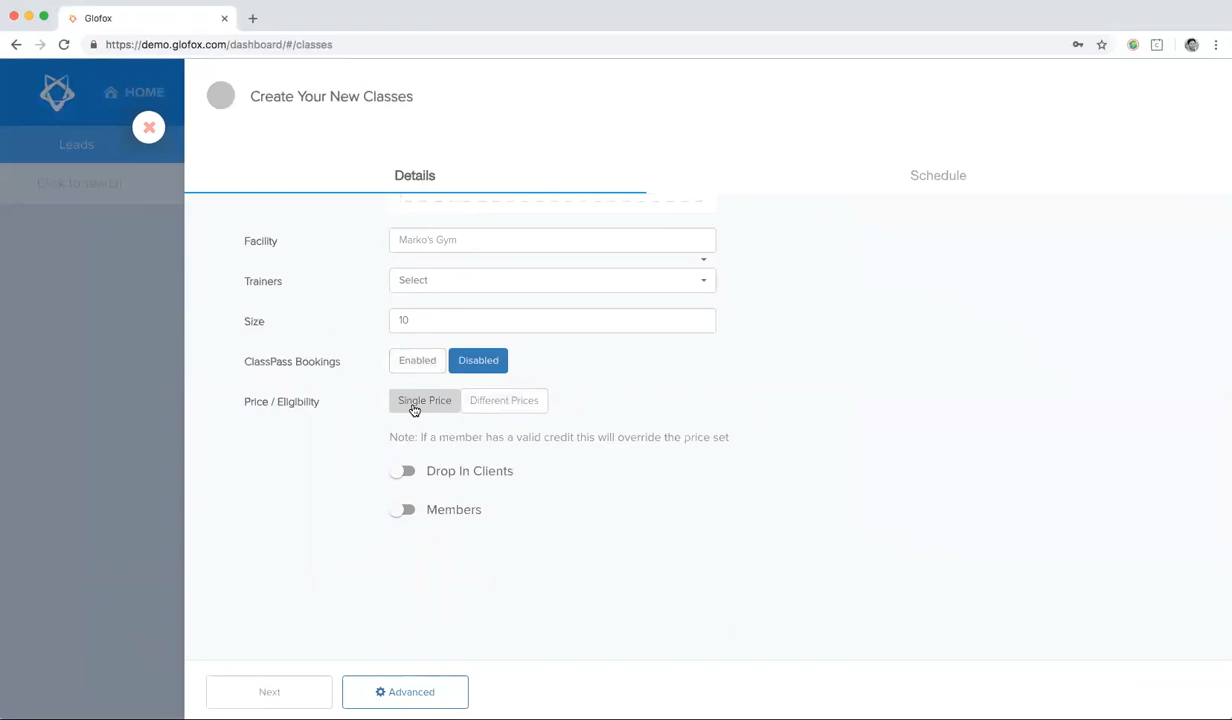 Glofox
https://demo.glofox.com/dashboard/#/classes
HOME
Create Your New Classes
Leads
Details
Schedule
Facility
Marko's Gym
Trainers
Select
Size
10
ClassPass Bookings
Enabled
Disabled
Price / Eligibility
Single Price
Different Prices
Note: If a member has a valid credit this will override the price set
Drop In Clients
Members
Next
Advanced